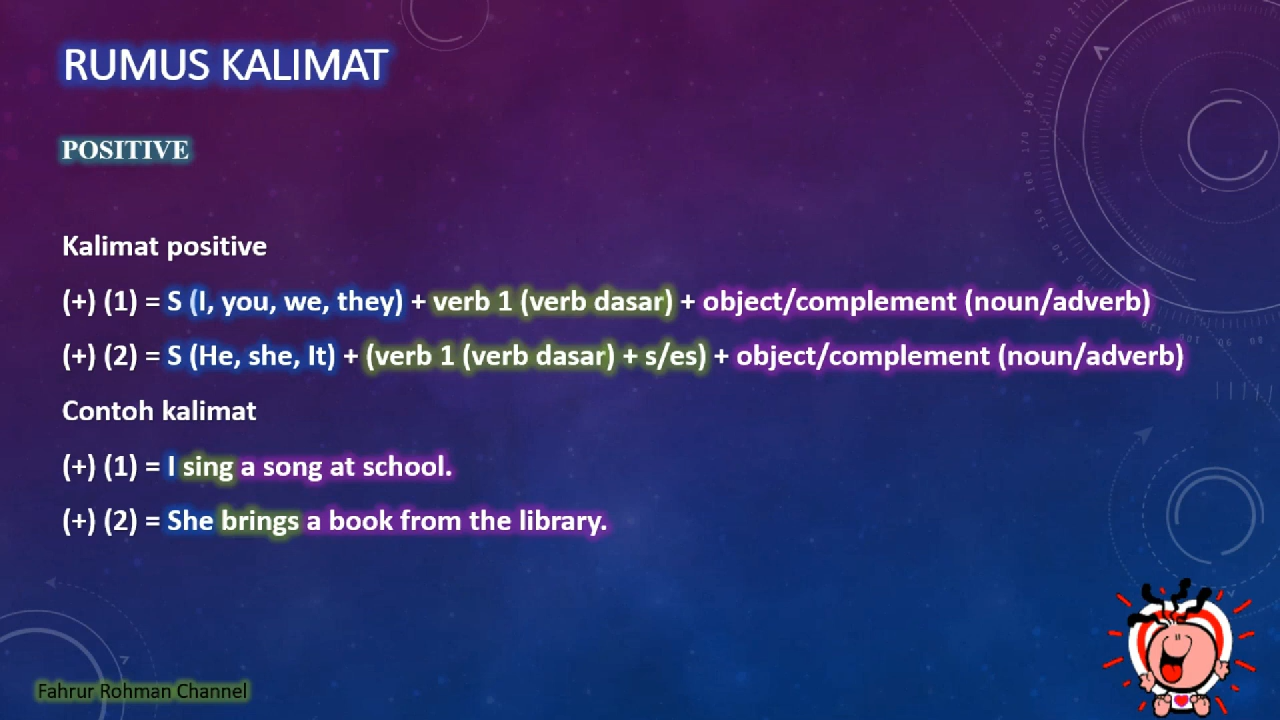 RUMUS KALIMAT
POSITIVE
Kalimat positive
(+) (1) = S (I, you, we, they) + verb 1 (verb dasar) + object/complement (noun/adverb)
(+) (2) = S (He, she, It) + (verb 1 (verb dasar) + s/es) + object/complement (noun/adverb)
Contoh kalimat
(+) (1) = I sing a song at school.
(+) (2) = She brings a book from the library.
Fahrur Rohman Channel